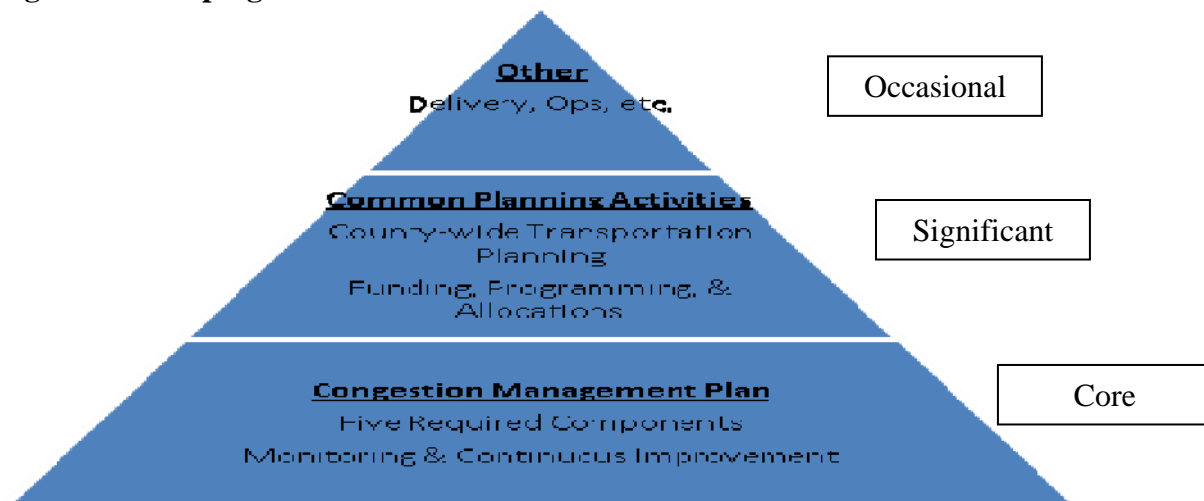 Other
Delivery, Ops, etc.
Occasional
Common Planning Activities
County-wide Transportation
Planning
Funding, Programming, &
Allocations
Significant
Congestion Management Plan
Five Required Components
Monitoring & Continuous Improvement
Core